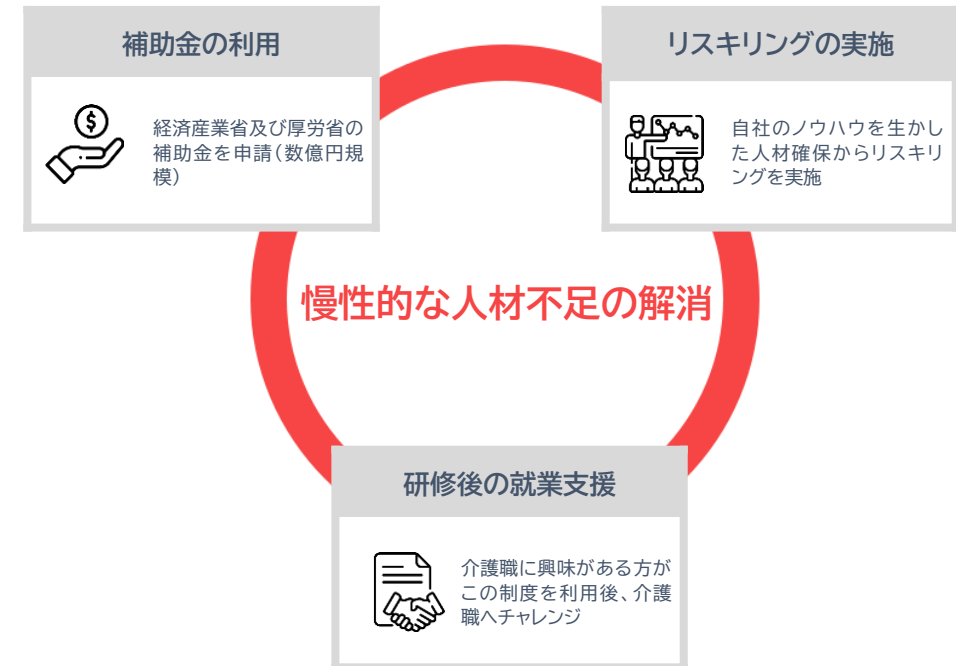 補助金の利用
経済産業省及び厚労省の
補助金を申請（数億円規
模）
リスキリングの実施
自社のノウハウを生かし
た人材確保からリスキリ
ングを実施
慢性的な人材不足の解消
研修後の就業支援
介護職に興味がある方が
この制度を利用後、介護
職へチャレンジ